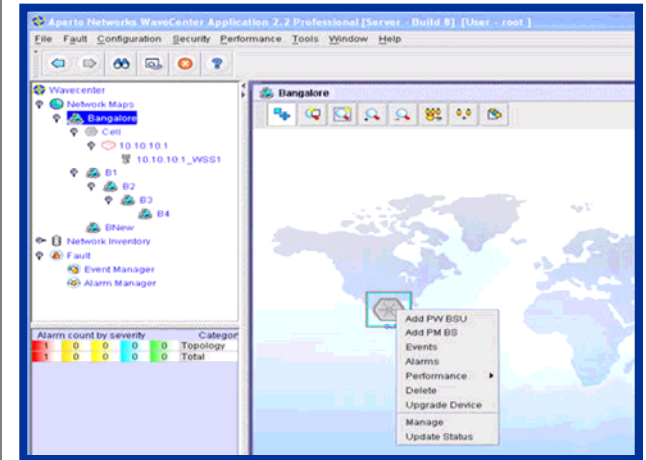 Aperto Networks WaveCenter Application 2.2 Professional [Server - Build 8] [User - root ]
File Fault Configuration Security Performance Tools Window Help
Wavecenter
Network Maps
Bangalore
Cell
10.10.10.1
10.10.10.1_WSS1
B1
B2
B3
B4
BNew
Network Inventory
Fault
Event Manager
Alarm Manager
Alarm count by severity Categor
1 0 0 0 0 Topology
1 0 0 0 0 Total
Bangalore
Add PW BSU
Add PM BS
Events
Alarms
Performance
Delete
Upgrade Device
Manage
Update Status